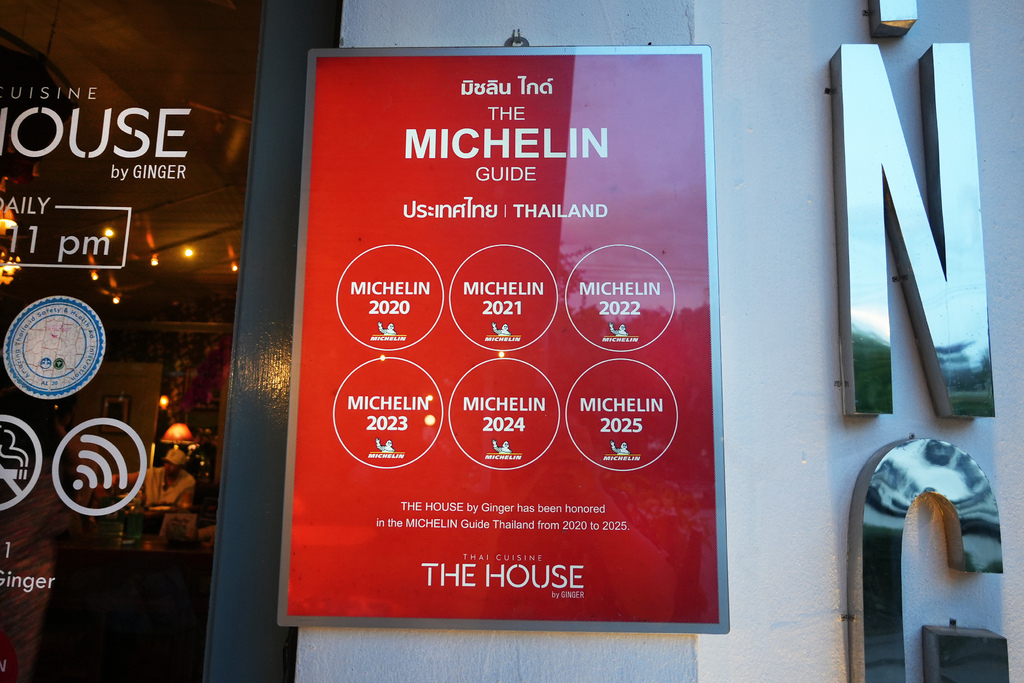 CUISINE
HOUSE
by GINGER
DAILY
11 pm
1
Ginger
มิชลิน ไกด์
THE
MICHELIN
GUIDE
ประเทศไทย | THAILAND
MICHELIN 2020
MICHELIN
MICHELIN 2021
MICHELIN
MICHELIN 2022
MICHELIN
MICHELIN 2023
MICHELIN
MICHELIN 2024
MICHELIN
MICHELIN 2025
MICHELIN
THE HOUSE by Ginger has been honored
in the MICHELIN Guide Thailand from 2020 to 2025.
THAI CUISINE
THE HOUSE
by GINGER
N
G